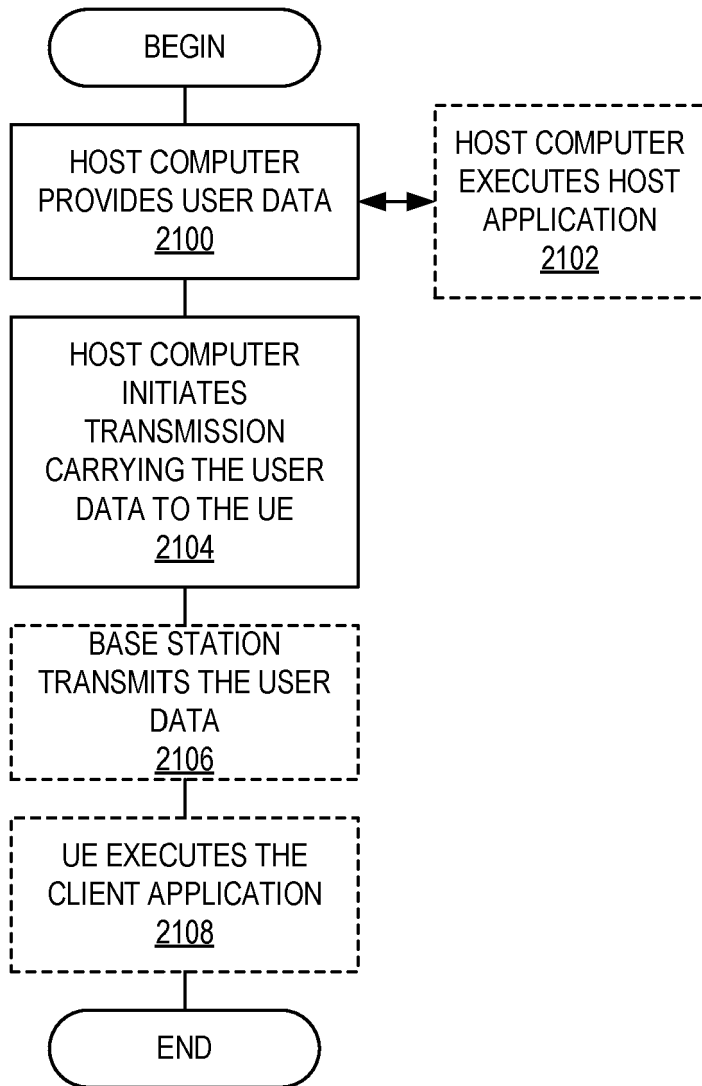 BEGIN
HOST COMPUTER
PROVIDES USER DATA
2100
HOST COMPUTER
EXECUTES HOST
APPLICATION
2102
HOST COMPUTER
INITIATES
TRANSMISSION
CARRYING THE USER
DATA TO THE UE
2104
BASE STATION
TRANSMITS THE USER
DATA
2106
UE EXECUTES THE
CLIENT APPLICATION
2108
END